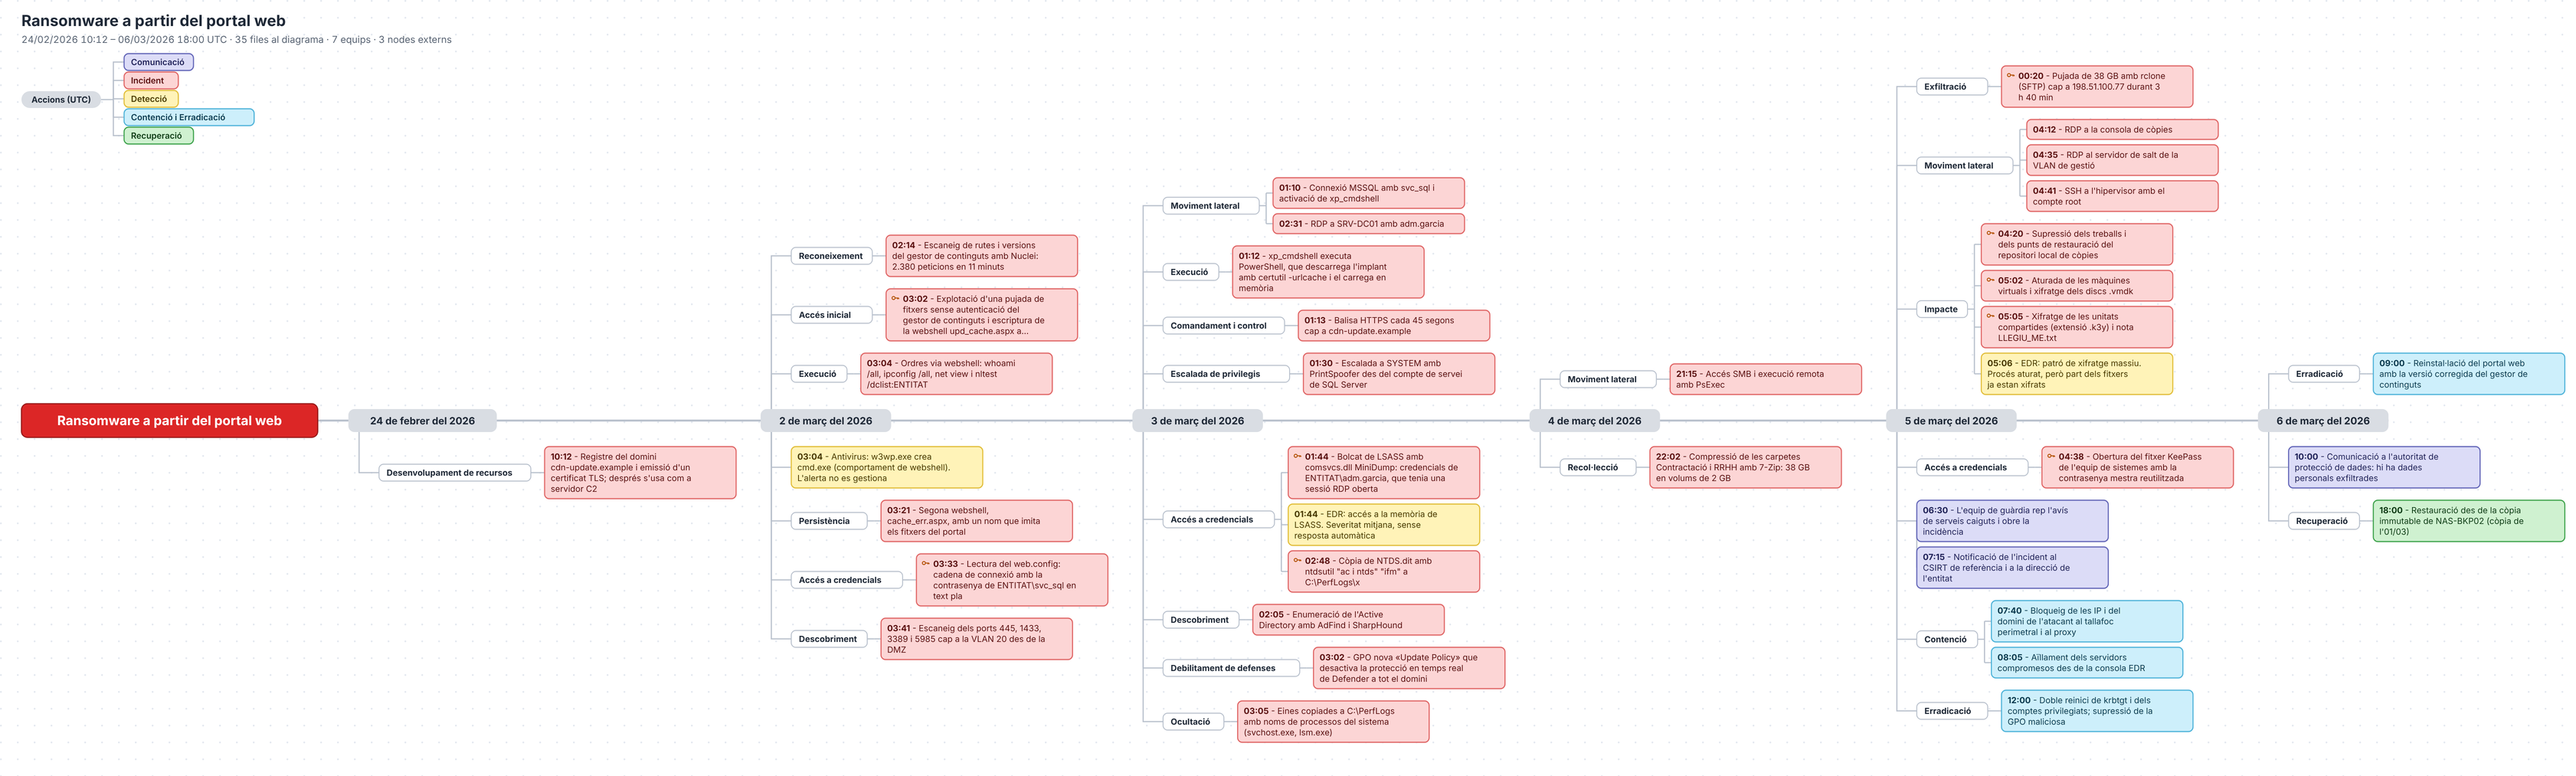 Ransomware a partir del portal web
24/02/2026 10:12 – 06/03/2026 18:00 UTC · 35 files al diagrama · 7 equips · 3 nodes externs
Accions (UTC)
Comunicació
Incident
Detecció
Contenció i Erradicació
Recuperació
Ransomware a partir del portal web
24 de febrer del 2026
Desenvolupament de recursos
10:12 - Registre del domini
cdn-update.example i emissió d'un
certificat TLS; després s'usa com a
servidor C2
2 de març del 2026
Reconeixement
02:14 - Escaneig de rutes i versions
del gestor de continguts amb Nuclei:
2.380 peticions en 11 minuts
Accés inicial
03:02 - Explotació d'una pujada de
fitxers sense autenticació del
gestor de continguts i escriptura de
la webshell upd_cache.aspx a...
Execució
03:04 - Ordres via webshell: whoami
/all, ipconfig /all, net view i nltest
/dclist:ENTITAT
03:04 - Antivirus: w3wp.exe crea
cmd.exe (comportament de webshell).
L'alerta no es gestiona
Persistència
03:21 - Segona webshell,
cache_err.aspx, amb un nom que imita
els fitxers del portal
Accés a credencials
03:33 - Lectura del web.config:
cadena de connexió amb la
contrasenya de ENTITAT\svc_sql en
text pla
Descobriment
03:41 - Escaneig dels ports 445, 1433,
3389 i 5985 cap a la VLAN 20 des de la
DMZ
3 de març del 2026
Moviment lateral
01:10 - Connexió MSSQL amb svc_sql i
activació de xp_cmdshell
02:31 - RDP a SRV-DC01 amb adm.garcia
Execució
01:12 - xp_cmdshell executa
PowerShell, que descarrega l'implant
amb certutil -urlcache i el carrega en
memòria
Comandament i control
01:13 - Balisa HTTPS cada 45 segons
cap a cdn-update.example
Escalada de privilegis
01:30 - Escalada a SYSTEM amb
PrintSpoofer des del compte de servei
de SQL Server
Accés a credencials
01:44 - Bolcat de LSASS amb
comsvcs.dll MiniDump: credencials de
ENTITAT\adm.garcia, que tenia una
sessió RDP oberta
01:44 - EDR: accés a la memòria de
LSASS. Severitat mitjana, sense
resposta automàtica
02:48 - Còpia de NTDS.dit amb
ntdsutil "ac i ntds" "ifm" a
C:\PerfLogs\x
Descobriment
02:05 - Enumeració de l'Active
Directory amb AdFind i SharpHound
Debilitament de defenses
03:02 - GPO nova «Update Policy» que
desactiva la protecció en temps real
de Defender a tot el domini
Ocultació
03:05 - Eines copiades a C:\PerfLogs
amb noms de processos del sistema
(svchost.exe, lsm.exe)
4 de març del 2026
Moviment lateral
21:15 - Accés SMB i execució remota
amb PsExec
Recol·lecció
22:02 - Compressió de les carpetes
Contractació i RRHH amb 7-Zip: 38 GB
en volums de 2 GB
5 de març del 2026
Exfiltració
00:20 - Pujada de 38 GB amb rclone
(SFTP) cap a 198.51.100.77 durant 3
h 40 min
Moviment lateral
04:12 - RDP a la consola de còpies
04:35 - RDP al servidor de salt de la
VLAN de gestió
04:41 - SSH a l'hipervisor amb el
compte root
Impacte
04:20 - Supressió dels treballs i
dels punts de restauració del
repositori local de còpies
05:02 - Aturada de les màquines
virtuals i xifratge dels discs .vmdk
05:05 - Xifratge de les unitats
compartides (extensió .k3y) i nota
LLEGIU_ME.txt
05:06 - EDR: patró de xifratge massiu.
Procés aturat, però part dels fitxers
ja estan xifrats
Accés a credencials
04:38 - Obertura del fitxer KeePass
de l'equip de sistemes amb la
contrasenya mestra reutilitzada
06:30 - L'equip de guàrdia rep l'avís
de serveis caiguts i obre la
incidència
07:15 - Notificació de l'incident al
CSIRT de referència i a la direcció de
l'entitat
Contenció
07:40 - Bloqueig de les IP i del
domini de l'atacant al tallafoc
perimetral i al proxy
08:05 - Aïllament dels servidors
compromesos des de la consola EDR
Erradicació
12:00 - Doble reinici de krbtgt i dels
comptes privilegiats; supressió de la
GPO maliciosa
6 de març del 2026
Erradicació
09:00 - Reinstal·lació del portal web
amb la versió corregida del gestor de
continguts
10:00 - Comunicació a l'autoritat de
protecció de dades: hi ha dades
personals exfiltrades
Recuperació
18:00 - Restauració des de la còpia
immutable de NAS-BKP02 (còpia de
l'01/03)